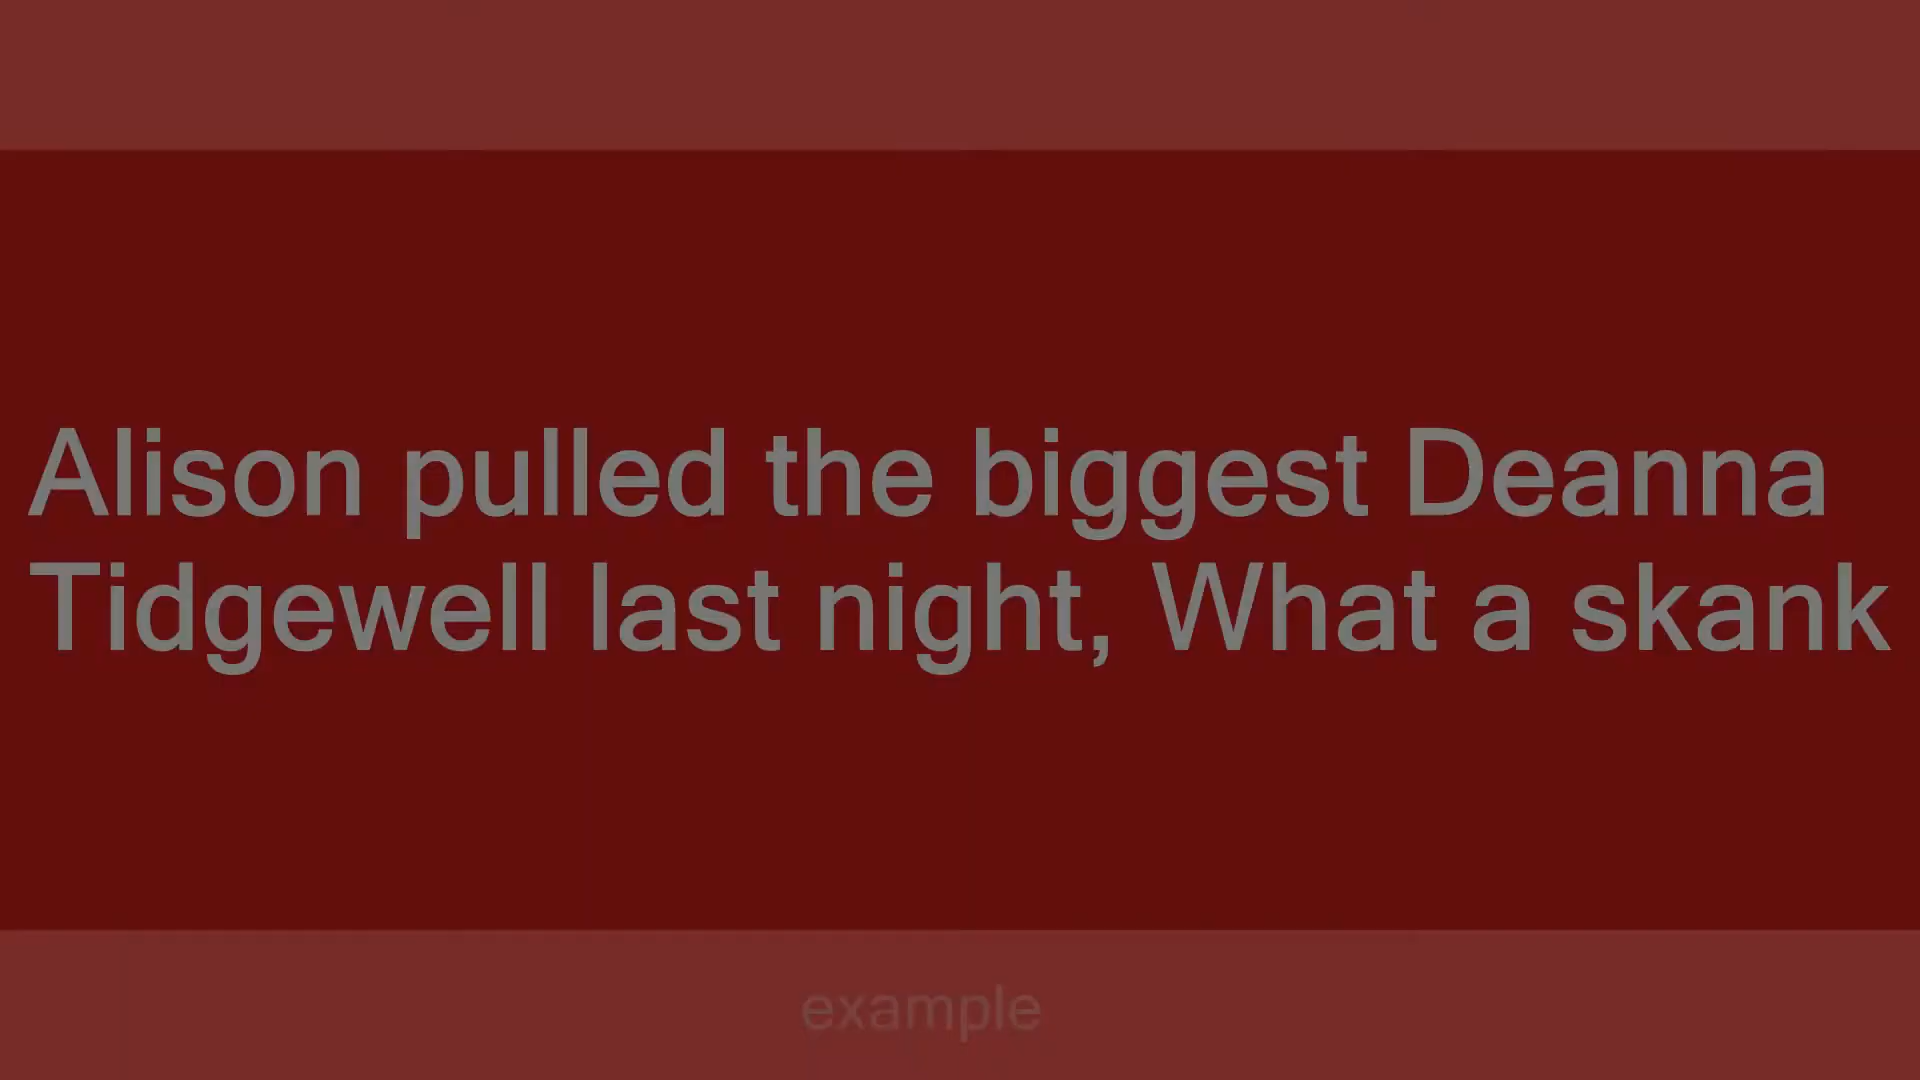 Alison pulled the biggest Deanna
Tidgewell last night, What a skank
example